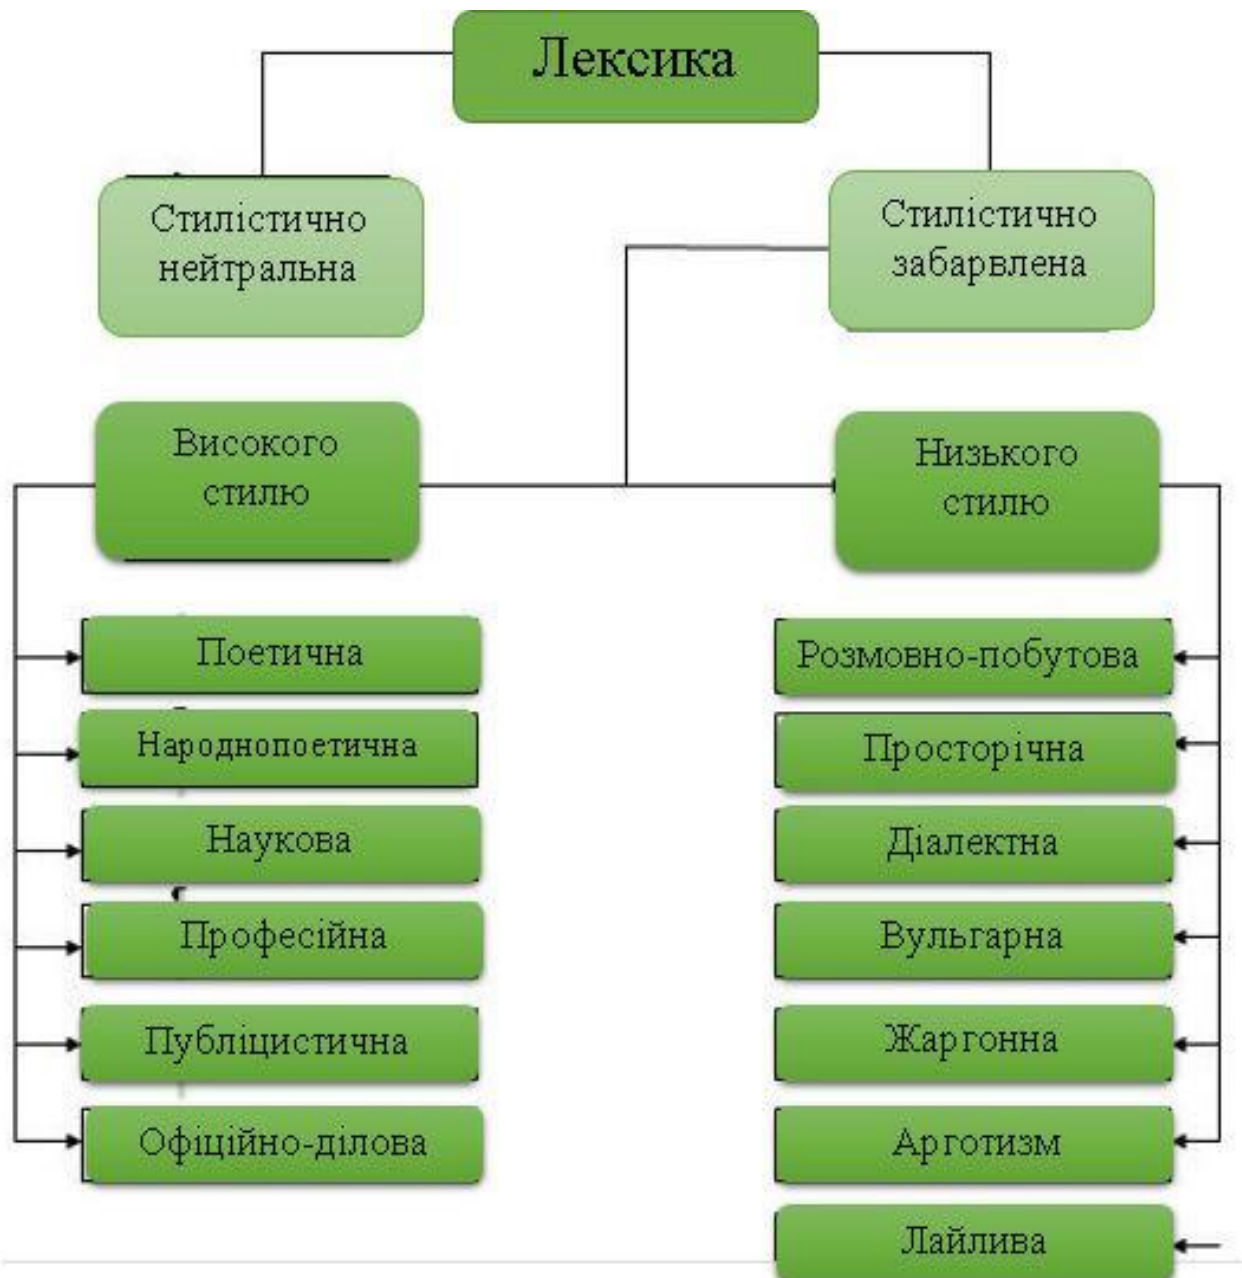 Лексика
Стилістично
нейтральна
Стилістично
забарвлена
Високого
стилю
Низького
стилю
Поетична
Народнопоетична
Наукова
Професійна
Публіцистична
Офіційно-ділова
Розмовно-побутова
Просторічна
Діалектна
Вульгарна
Жаргонна
Арготизм
Лайлива